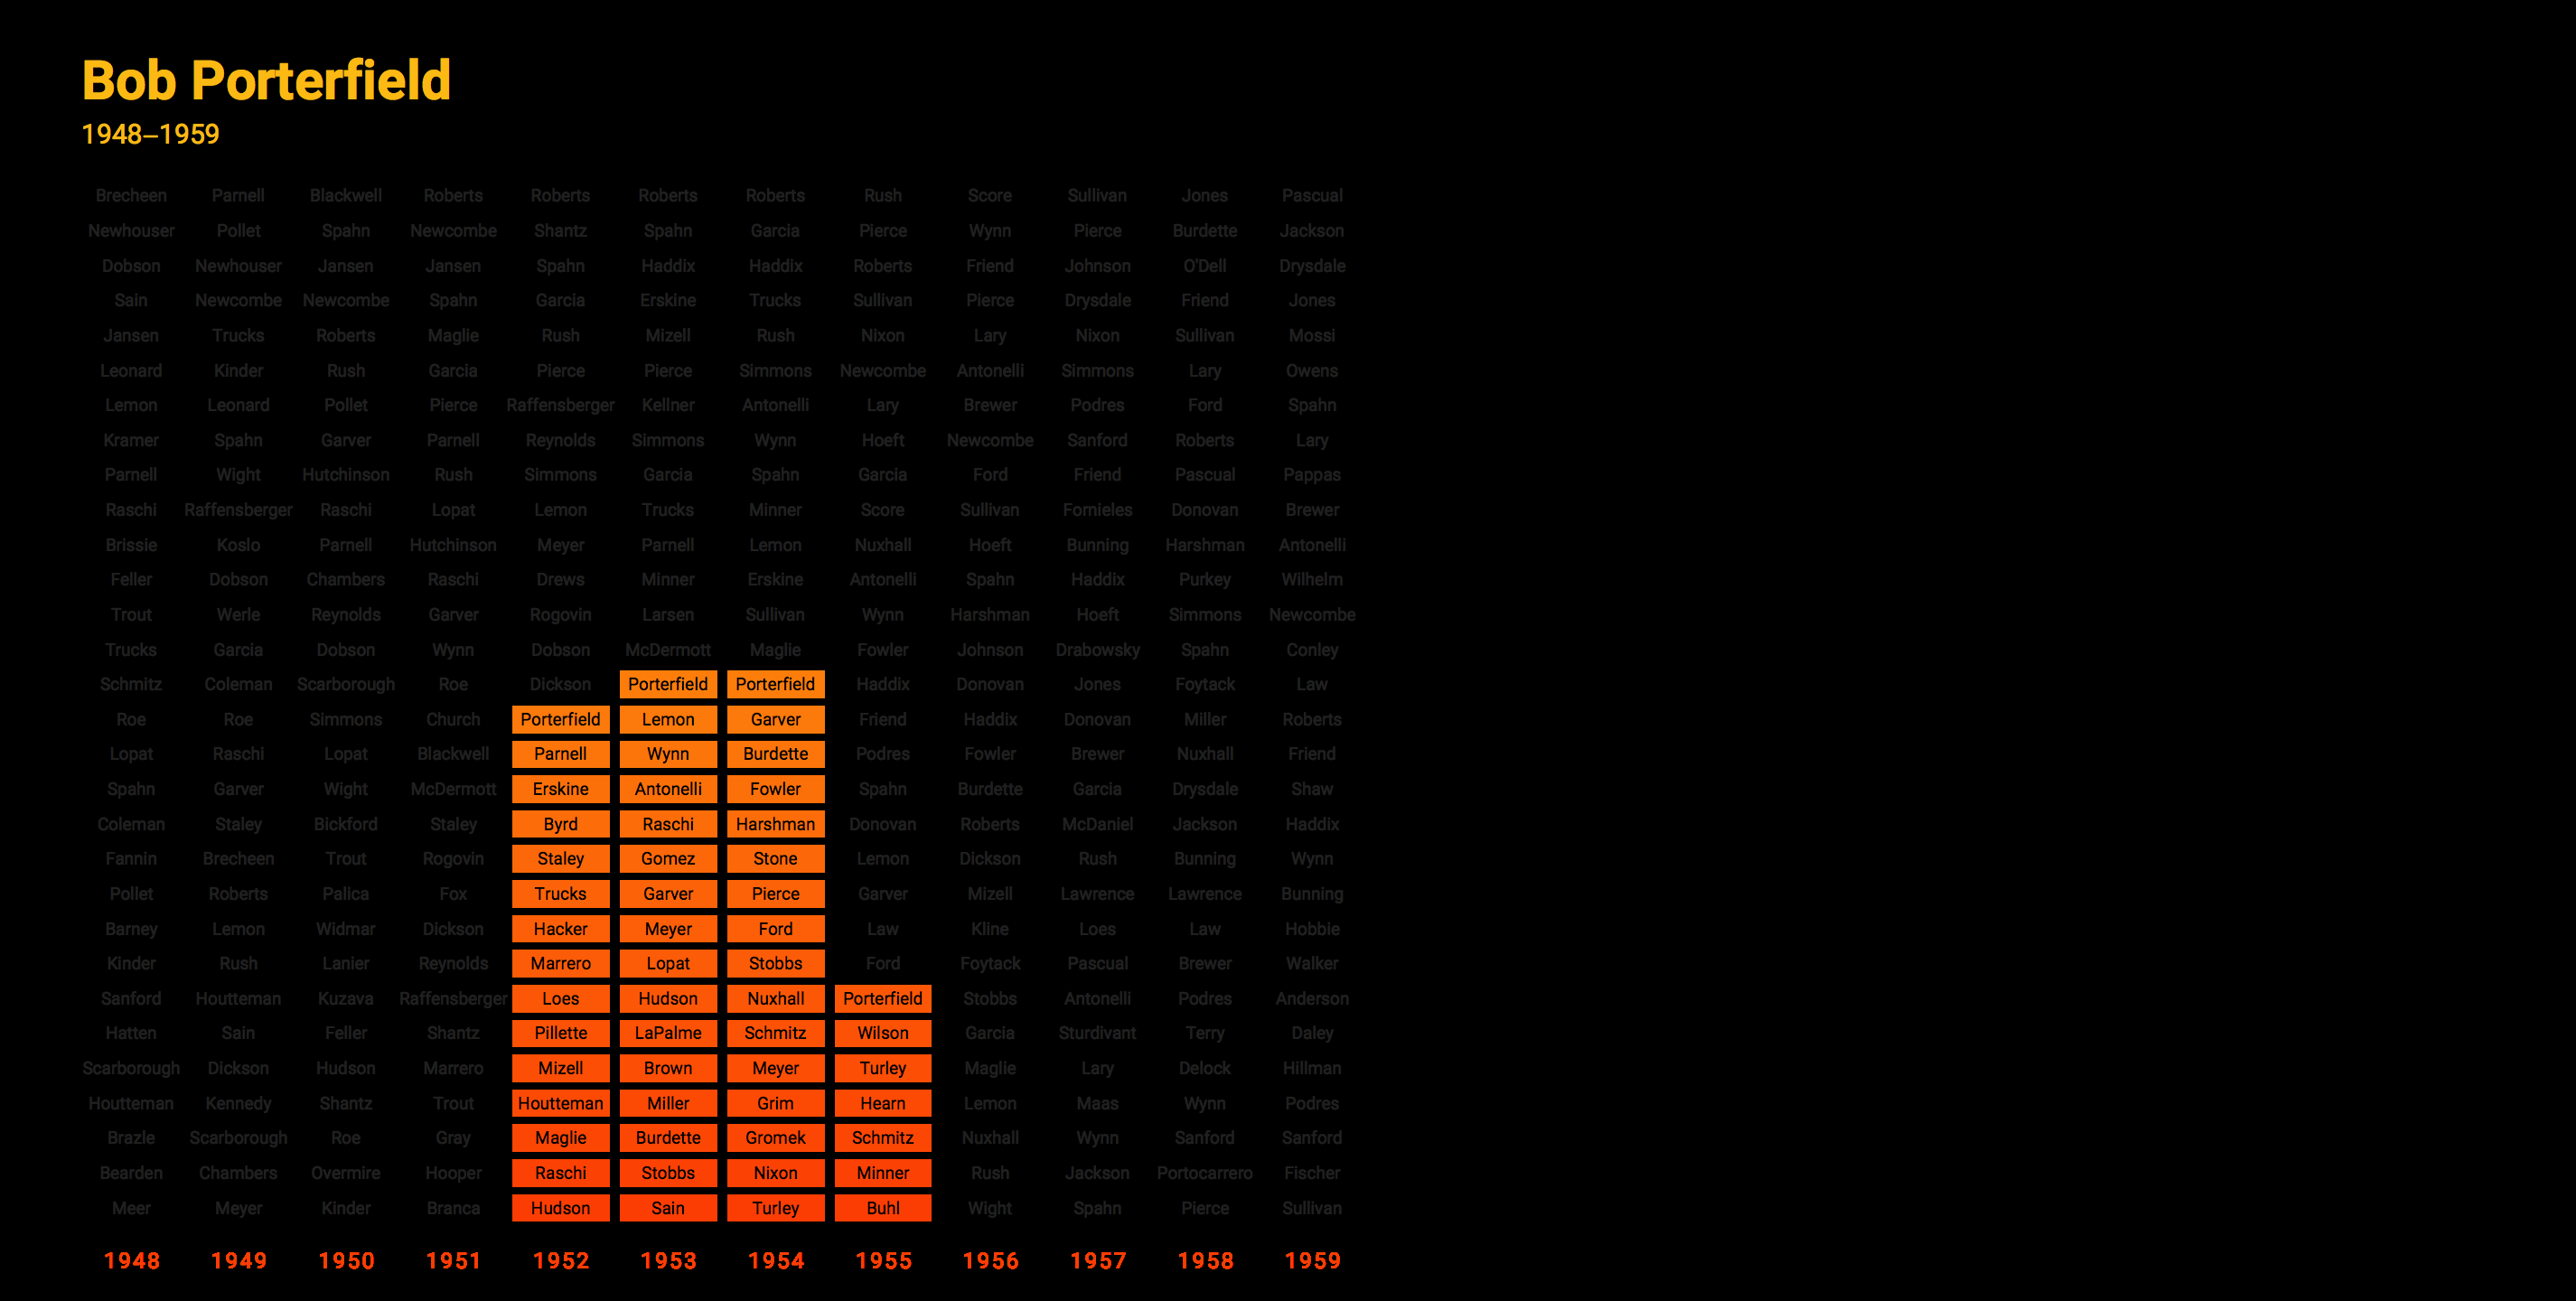 Bob Porterfield
1948–1959
Brecheen Parnell Blackwell Roberts Roberts Roberts Roberts Rush Score Sullivan Jones Pascual
Newhouser Pollet Spahn Newcombe Shantz Spahn Garcia Pierce Wynn Pierce Burdette Jackson
Dobson Newhouser Jansen Jansen Spahn Haddix Haddix Roberts Friend Johnson O'Dell Drysdale
Sain Newcombe Newcombe Spahn Garcia Erskine Trucks Sullivan Pierce Drysdale Friend Jones
Jansen Trucks Roberts Maglie Rush Mizell Rush Nixon Lary Nixon Sullivan Mossi
Leonard Kinder Rush Garcia Pierce Pierce Simmons Newcombe Antonelli Simmons Lary Owens
Lemon Leonard Pollet Pierce Raffensberger Kellner Antonelli Lary Brewer Podres Ford Spahn
Kramer Spahn Garver Parnell Reynolds Simmons Wynn Hoeft Newcombe Sanford Roberts Lary
Parnell Wight Hutchinson Rush Simmons Garcia Spahn Garcia Ford Friend Pascual Pappas
Raschi Raffensberger Raschi Lopat Lemon Trucks Minner Score Sullivan Fornieles Donovan Brewer
Brissie Koslo Parnell Hutchinson Meyer Parnell Lemon Nuxhall Hoeft Bunning Harshman Antonelli
Feller Dobson Chambers Raschi Drews Minner Erskine Antonelli Spahn Haddix Purkey Wilhelm
Trout Werle Reynolds Garver Rogovin Larsen Sullivan Wynn Harshman Hoeft Simmons Newcombe
Trucks Garcia Dobson Wynn Dobson McDermott Maglie Fowler Johnson Drabowsky Spahn Conley
Schmitz Coleman Scarborough Roe Dickson Porterfield Porterfield Haddix Donovan Jones Foytack Law
Roe Roe Simmons Church Porterfield Lemon Garver Friend Haddix Donovan Miller Roberts
Lopat Raschi Lopat Blackwell Parnell Wynn Burdette Podres Fowler Brewer Nuxhall Friend
Spahn Garver Wight McDermott Erskine Antonelli Fowler Spahn Burdette Garcia Drysdale Shaw
Coleman Staley Bickford Staley Byrd Raschi Harshman Donovan Roberts McDaniel Jackson Haddix
Fannin Brecheen Trout Rogovin Staley Gomez Stone Lemon Dickson Rush Bunning Wynn
Pollet Roberts Palica Fox Trucks Garver Pierce Garver Mizell Lawrence Lawrence Bunning
Barney Lemon Widmar Dickson Hacker Meyer Ford Law Kline Loes Law Hobbie
Kinder Rush Lanier Reynolds Marrero Lopat Stobbs Ford Foytack Pascual Brewer Walker
Sanford Houtteman Kuzava Raffensberger Loes Hudson Nuxhall Porterfield Stobbs Antonelli Podres Anderson
Hatten Sain Feller Shantz Pillette LaPalme Schmitz Wilson Garcia Sturdivant Terry Daley
Scarborough Dickson Hudson Marrero Mizell Brown Meyer Turley Maglie Lary Delock Hillman
Houtteman Kennedy Shantz Trout Houtteman Miller Grim Hearn Lemon Maas Wynn Podres
Brazle Scarborough Roe Gray Maglie Burdette Gromek Schmitz Nuxhall Wynn Sanford Sanford
Bearden Chambers Overmire Hooper Raschi Stobbs Nixon Minner Rush Jackson Portocarrero Fischer
Meer Meyer Kinder Branca Hudson Sain Turley Buhl Wight Spahn Pierce Sullivan
1948 1949 1950 1951 1952 1953 1954 1955 1956 1957 1958 1959